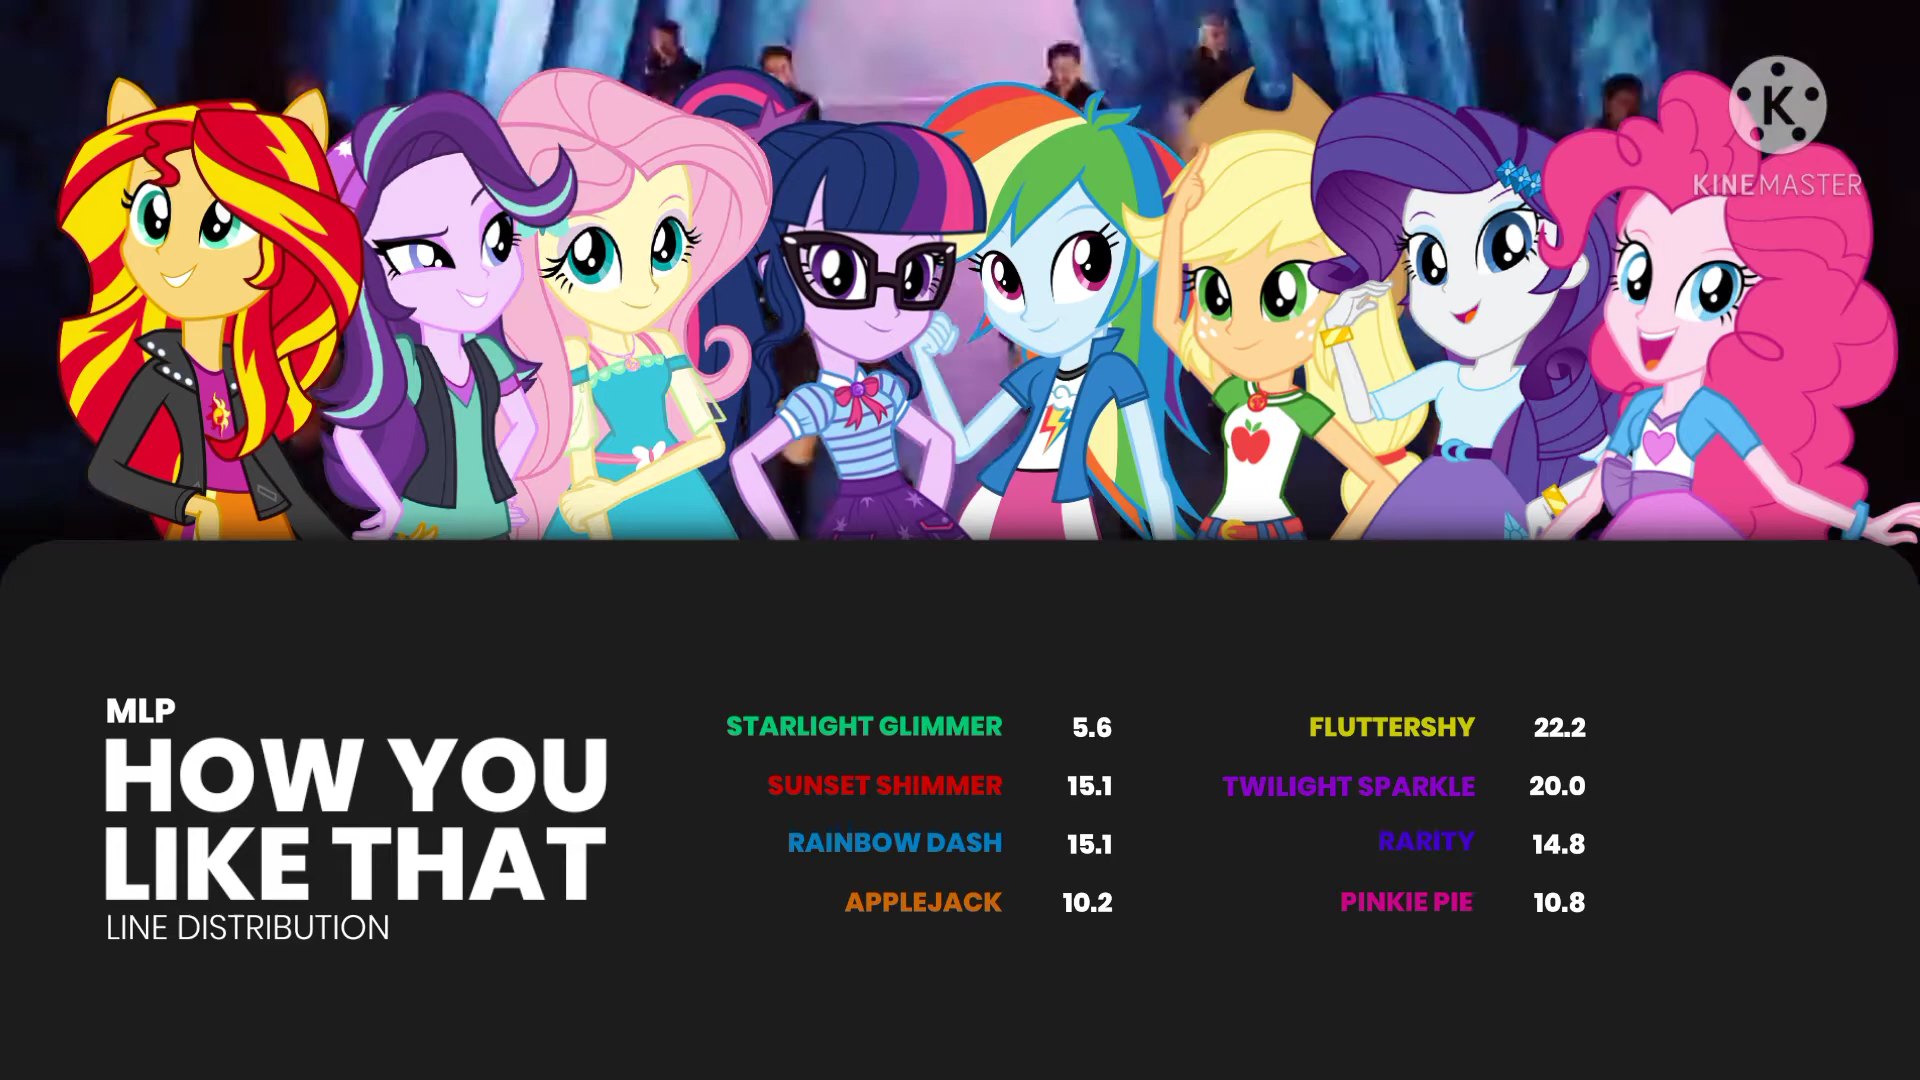 K
KINEMASTER
MLP
HOW YOU
LIKE THAT
LINE DISTRIBUTION
STARLIGHT GLIMMER 5.6
SUNSET SHIMMER 15.1
RAINBOW DASH 15.1
APPLEJACK 10.2
FLUTTERSHY 22.2
TWILIGHT SPARKLE 20.0
RARITY 14.8
PINKIE PIE 10.8